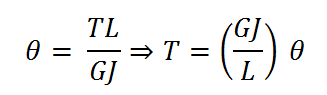 θ = TL/GJ ⇒ T = (GJ/L) θ